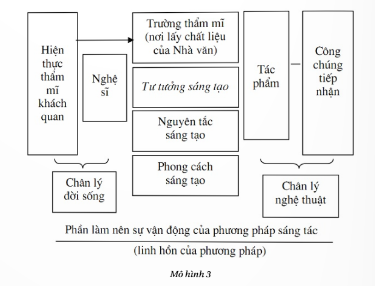 Hiện
thực
thẩm
mĩ
khách
quan
Nghệ
sĩ
Trường thẩm mĩ
(nơi lấy chất liệu
của Nhà văn)
Tư tưởng sáng tạo
Nguyên tắc
sáng tạo
Phong cách
sáng tạo
Tác
phẩm
Công
chúng
tiếp
nhận
Chân lý
đời sống
Chân lý
nghệ thuật
Phần làm nên sự vận động của phương pháp sáng tác
(linh hồn của phương pháp)
Mô hình 3